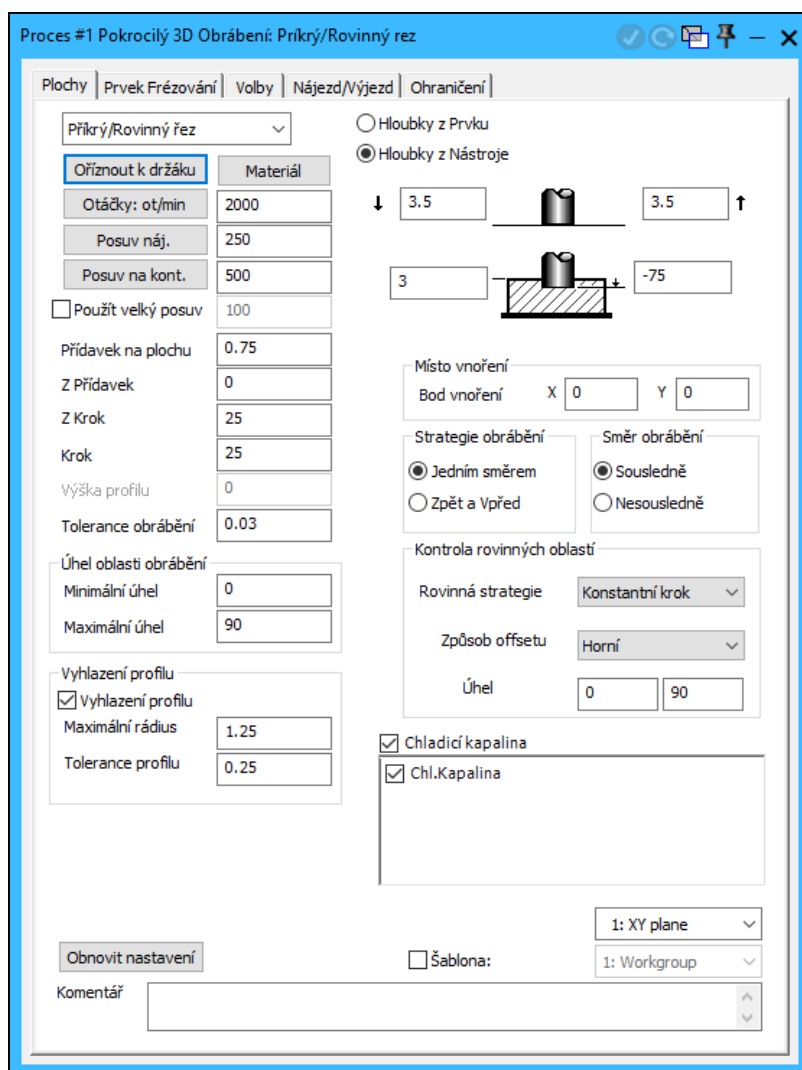 Proces #1 Pokrocilý 3D Obrábení: Príkrý/Rovinný rez
Plochy Prvek Frézování Volby Nájezd/Výjezd Ohraničení
Příkrý/Rovinný řez
Hloubky z Prvku
Oříznout k držáku Materiál
Hloubky z Nástroje
Otáčky: ot/min 2000
3.5 3.5
Posuv náj. 250
Posuv na kont. 500
3 -75
Použít velký posuv 100
Přídavek na plochu 0.75
Z Přídavek 0
Z Krok 25
Krok 25
Výška profilu 0
Tolerance obrábění 0.03
Úhel oblasti obrábění
Minimální úhel 0
Maximální úhel 90
Vyhlazení profilu
Vyhlazení profilu
Maximální rádius 1.25
Tolerance profilu 0.25
Místo vnoření
Bod vnoření X 0 Y 0
Strategie obrábění Směr obrábění
Jedním směrem Sousledně
Zpět a Vpřed Nesousledně
Kontrola rovinných oblastí
Rovinná strategie Konstantní krok
Způsob offsetu Horní
Úhel 0 90
Chladicí kapalina
Chl.Kapalina
1: XY plane
Obnovit nastavení Šablona: 1: Workgroup
Komentář